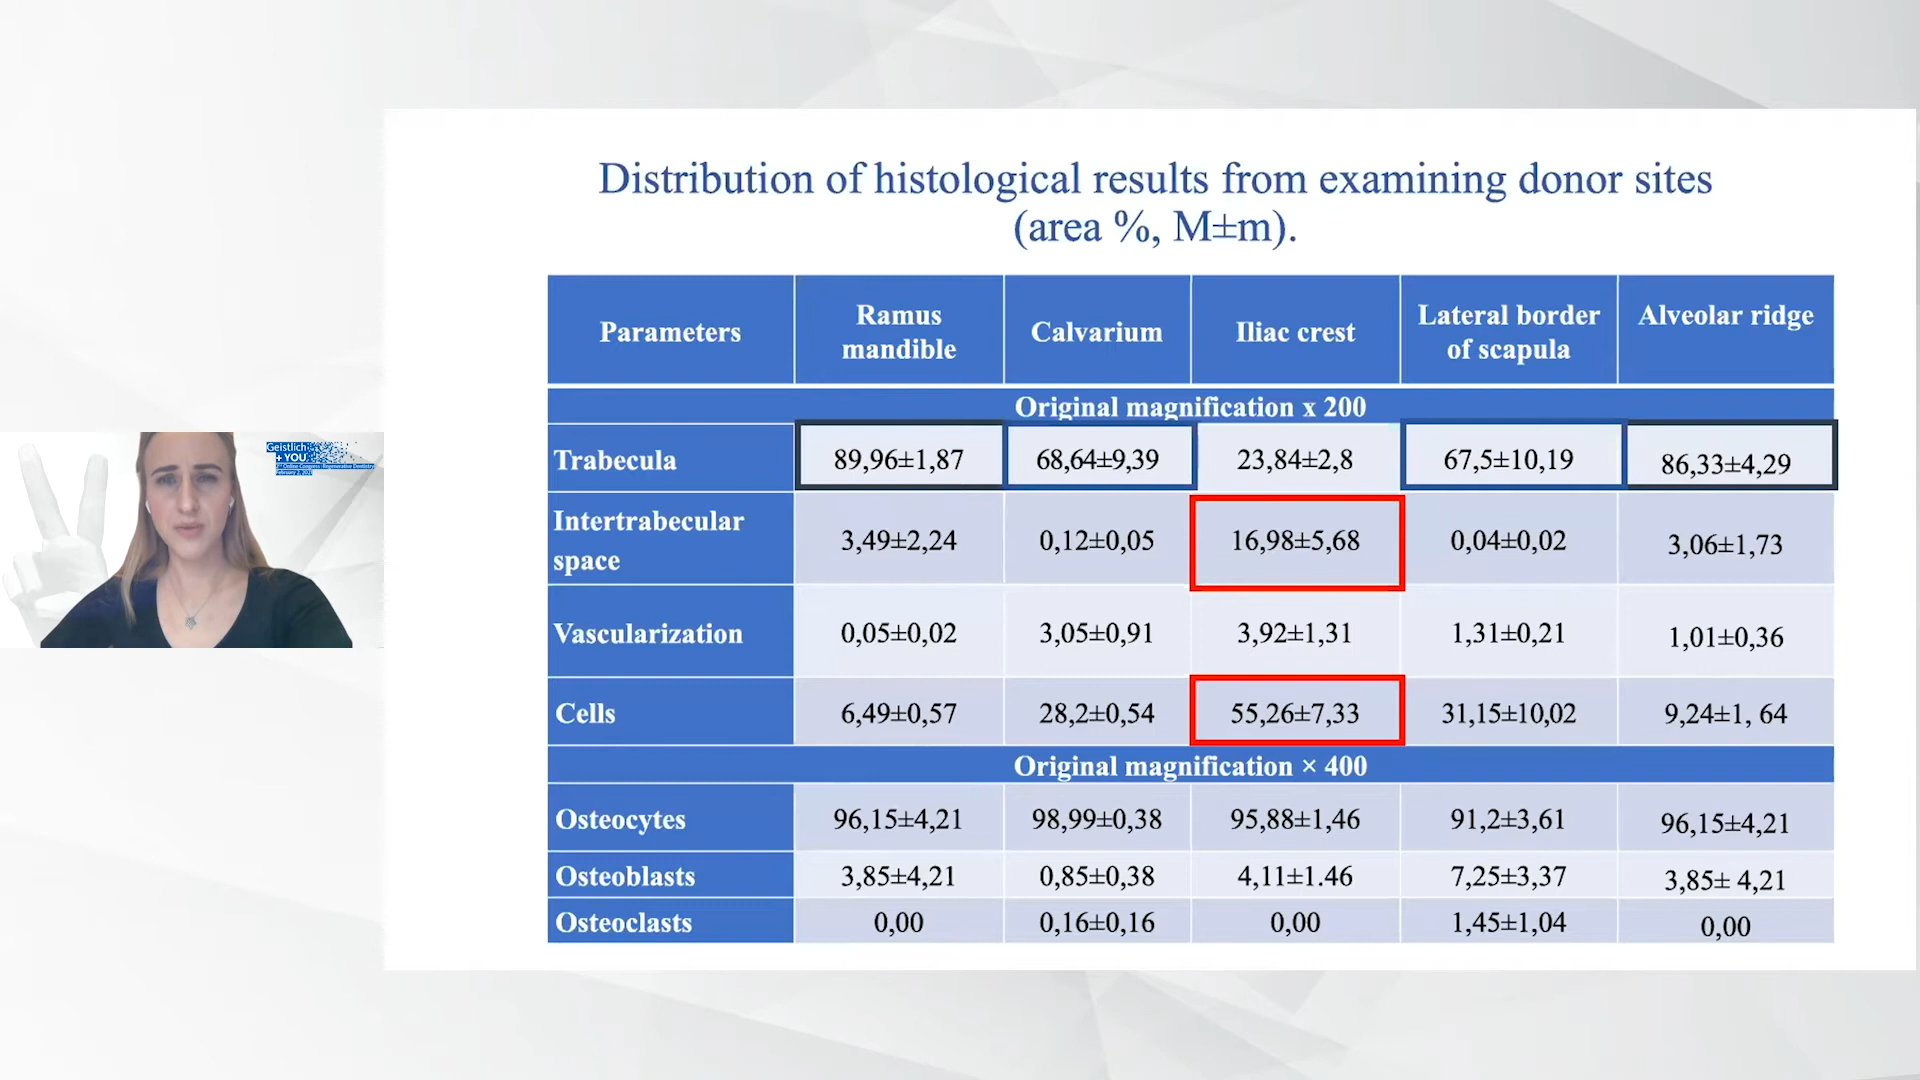 Distribution of histological results from examining donor sites
(area %, M±m).
Parameters
Ramus
mandible
Calvarium
Iliac crest
Lateral border
of scapula
Alveolar ridge
Original magnification x 200
Trabecula 89,96±1,87 68,64±9,39 23,84±2,8 67,5±10,19 86,33±4,29
Intertrabecular
space
3,49±2,24 0,12±0,05 16,98±5,68 0,04±0,02 3,06±1,73
Vascularization 0,05±0,02 3,05±0,91 3,92±1,31 1,31±0,21 1,01±0,36
Cells 6,49±0,57 28,2±0,54 55,26±7,33 31,15±10,02 9,24±1, 64
Original magnification × 400
Osteocytes 96,15±4,21 98,99±0,38 95,88±1,46 91,2±3,61 96,15±4,21
Osteoblasts 3,85±4,21 0,85±0,38 4,11±1.46 7,25±3,37 3,85± 4,21
Osteoclasts 0,00 0,16±0,16 0,00 1,45±1,04 0,00
Geistlich
+ YOU
Online Congress Regenerative Dentistry